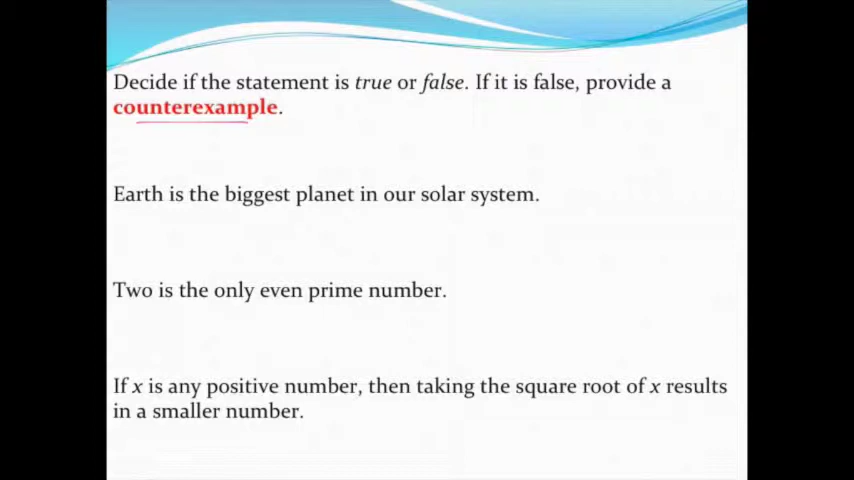 Decide if the statement is true or false. If it is false, provide a
counterexample.
Earth is the biggest planet in our solar system.
Two is the only even prime number.
If x is any positive number, then taking the square root of x results
in a smaller number.